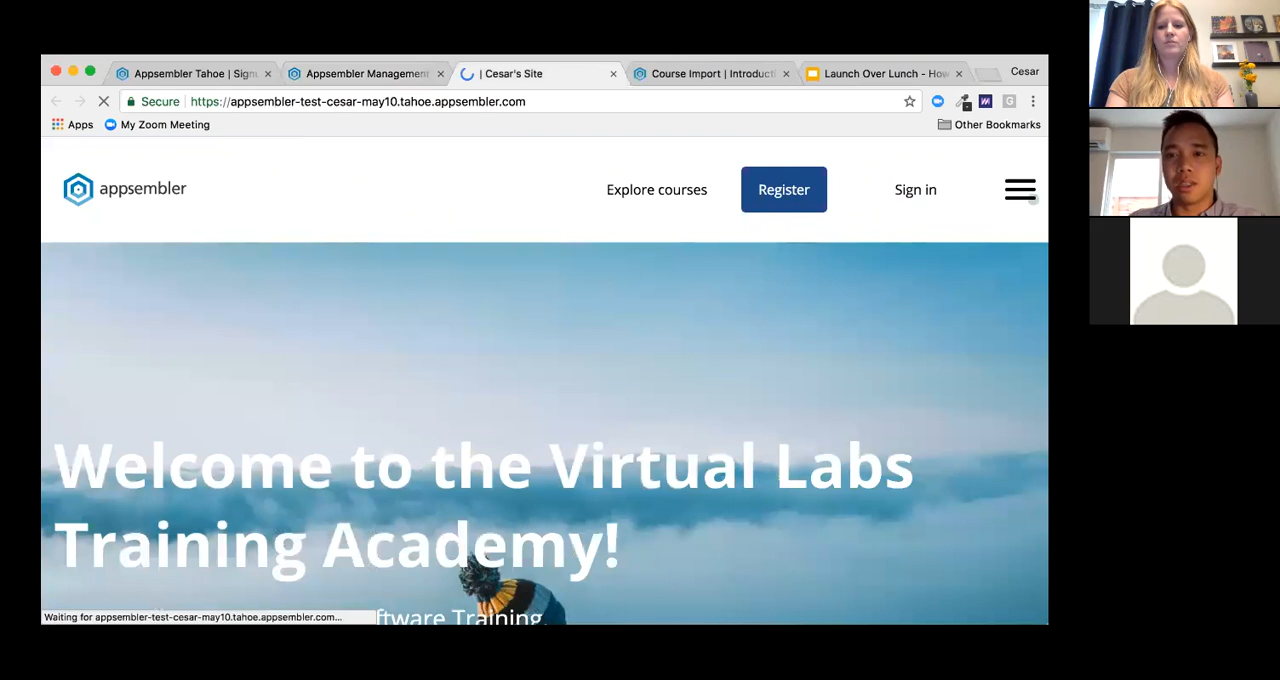 Appsembler Tahoe | Sign
Appsembler Management
| Cesar's Site
Course Import | Introducti
Launch Over Lunch - How
Cesar
Secure | https://appsembler-test-cesar-may10.tahoe.appsembler.com
Apps
My Zoom Meeting
Other Bookmarks
appsembler
Explore courses
Register
Sign in
Welcome to the Virtual Labs
Training Academy!
ftware Training
Waiting for appsembler-test-cesar-may10.tahoe.appsembler.com...